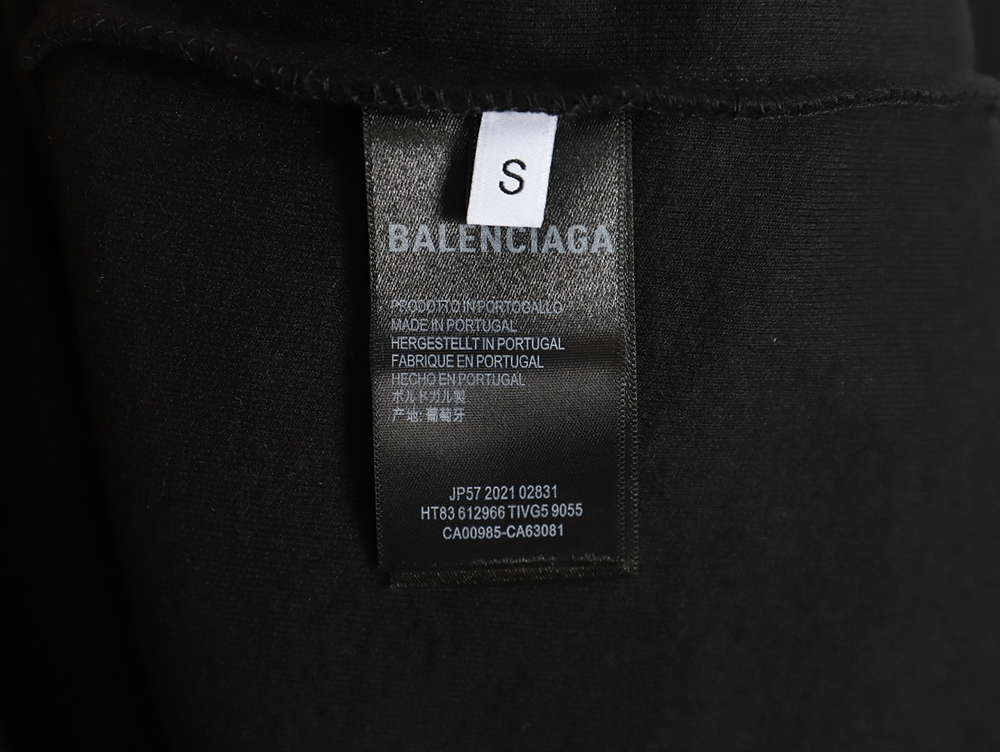 S
BALENCIAGA
PRODOTTO IN PORTOGALLO
MADE IN PORTUGAL
HERGESTELLT IN PORTUGAL
FABRIQUE EN PORTUGAL
HECHO EN PORTUGAL
ポルトガル製
产地: 葡萄牙
JP57 2021 02831
HT83 612966 TIVG5 9055
CA00985-CA63081